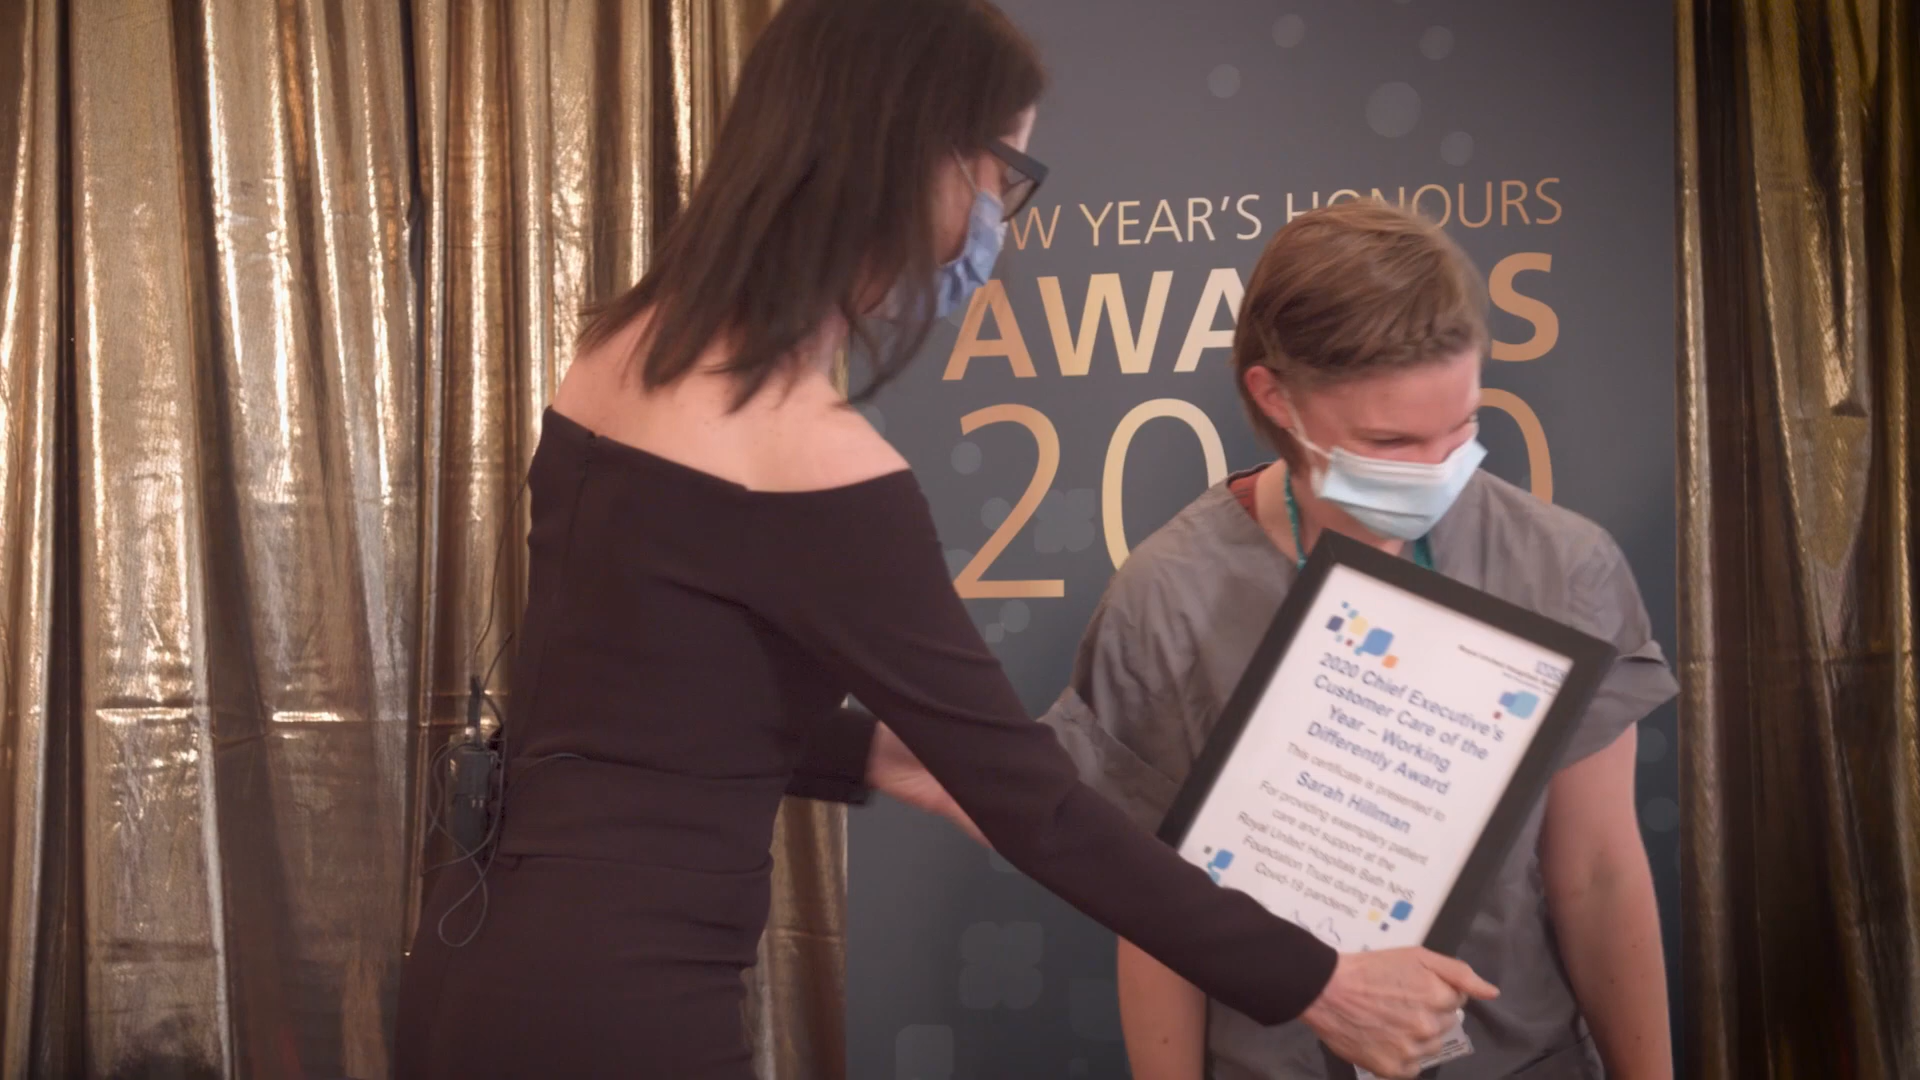 W YEAR'S HONOURS
AWA S
20 0
NHS
2020 Chief Executive's
Customer Care of the
Year – Working
Differently Award
This certificate is presented to
Sarah Hillman
For providing exemplary patient
care and support at the
Royal United Hospitals Bath NHS
Foundation Trust during the
Covid-19 pandemic